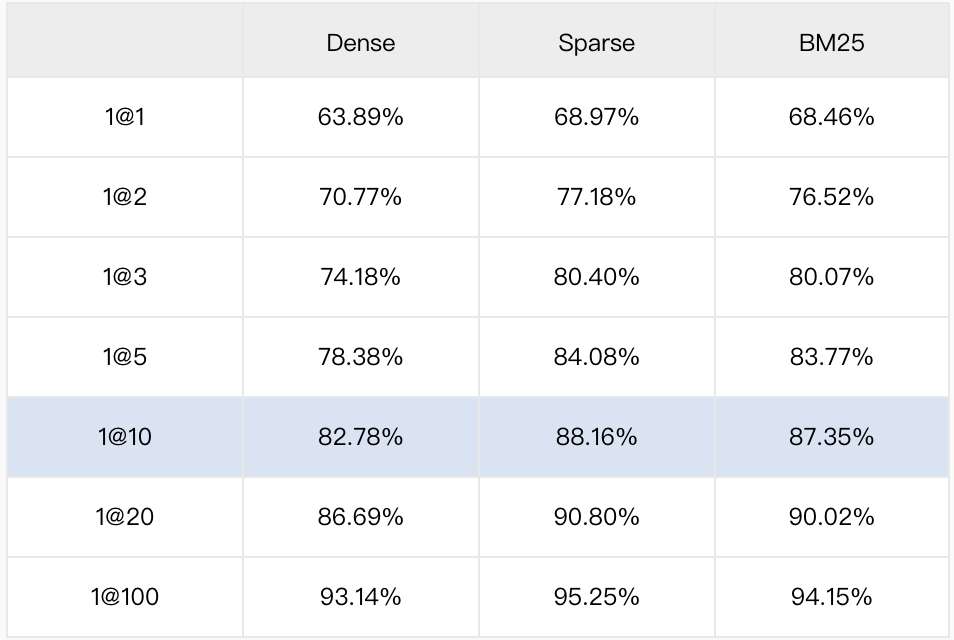 Dense Sparse BM25
1@1 63.89% 68.97% 68.46%
1@2 70.77% 77.18% 76.52%
1@3 74.18% 80.40% 80.07%
1@5 78.38% 84.08% 83.77%
1@10 82.78% 88.16% 87.35%
1@20 86.69% 90.80% 90.02%
1@100 93.14% 95.25% 94.15%